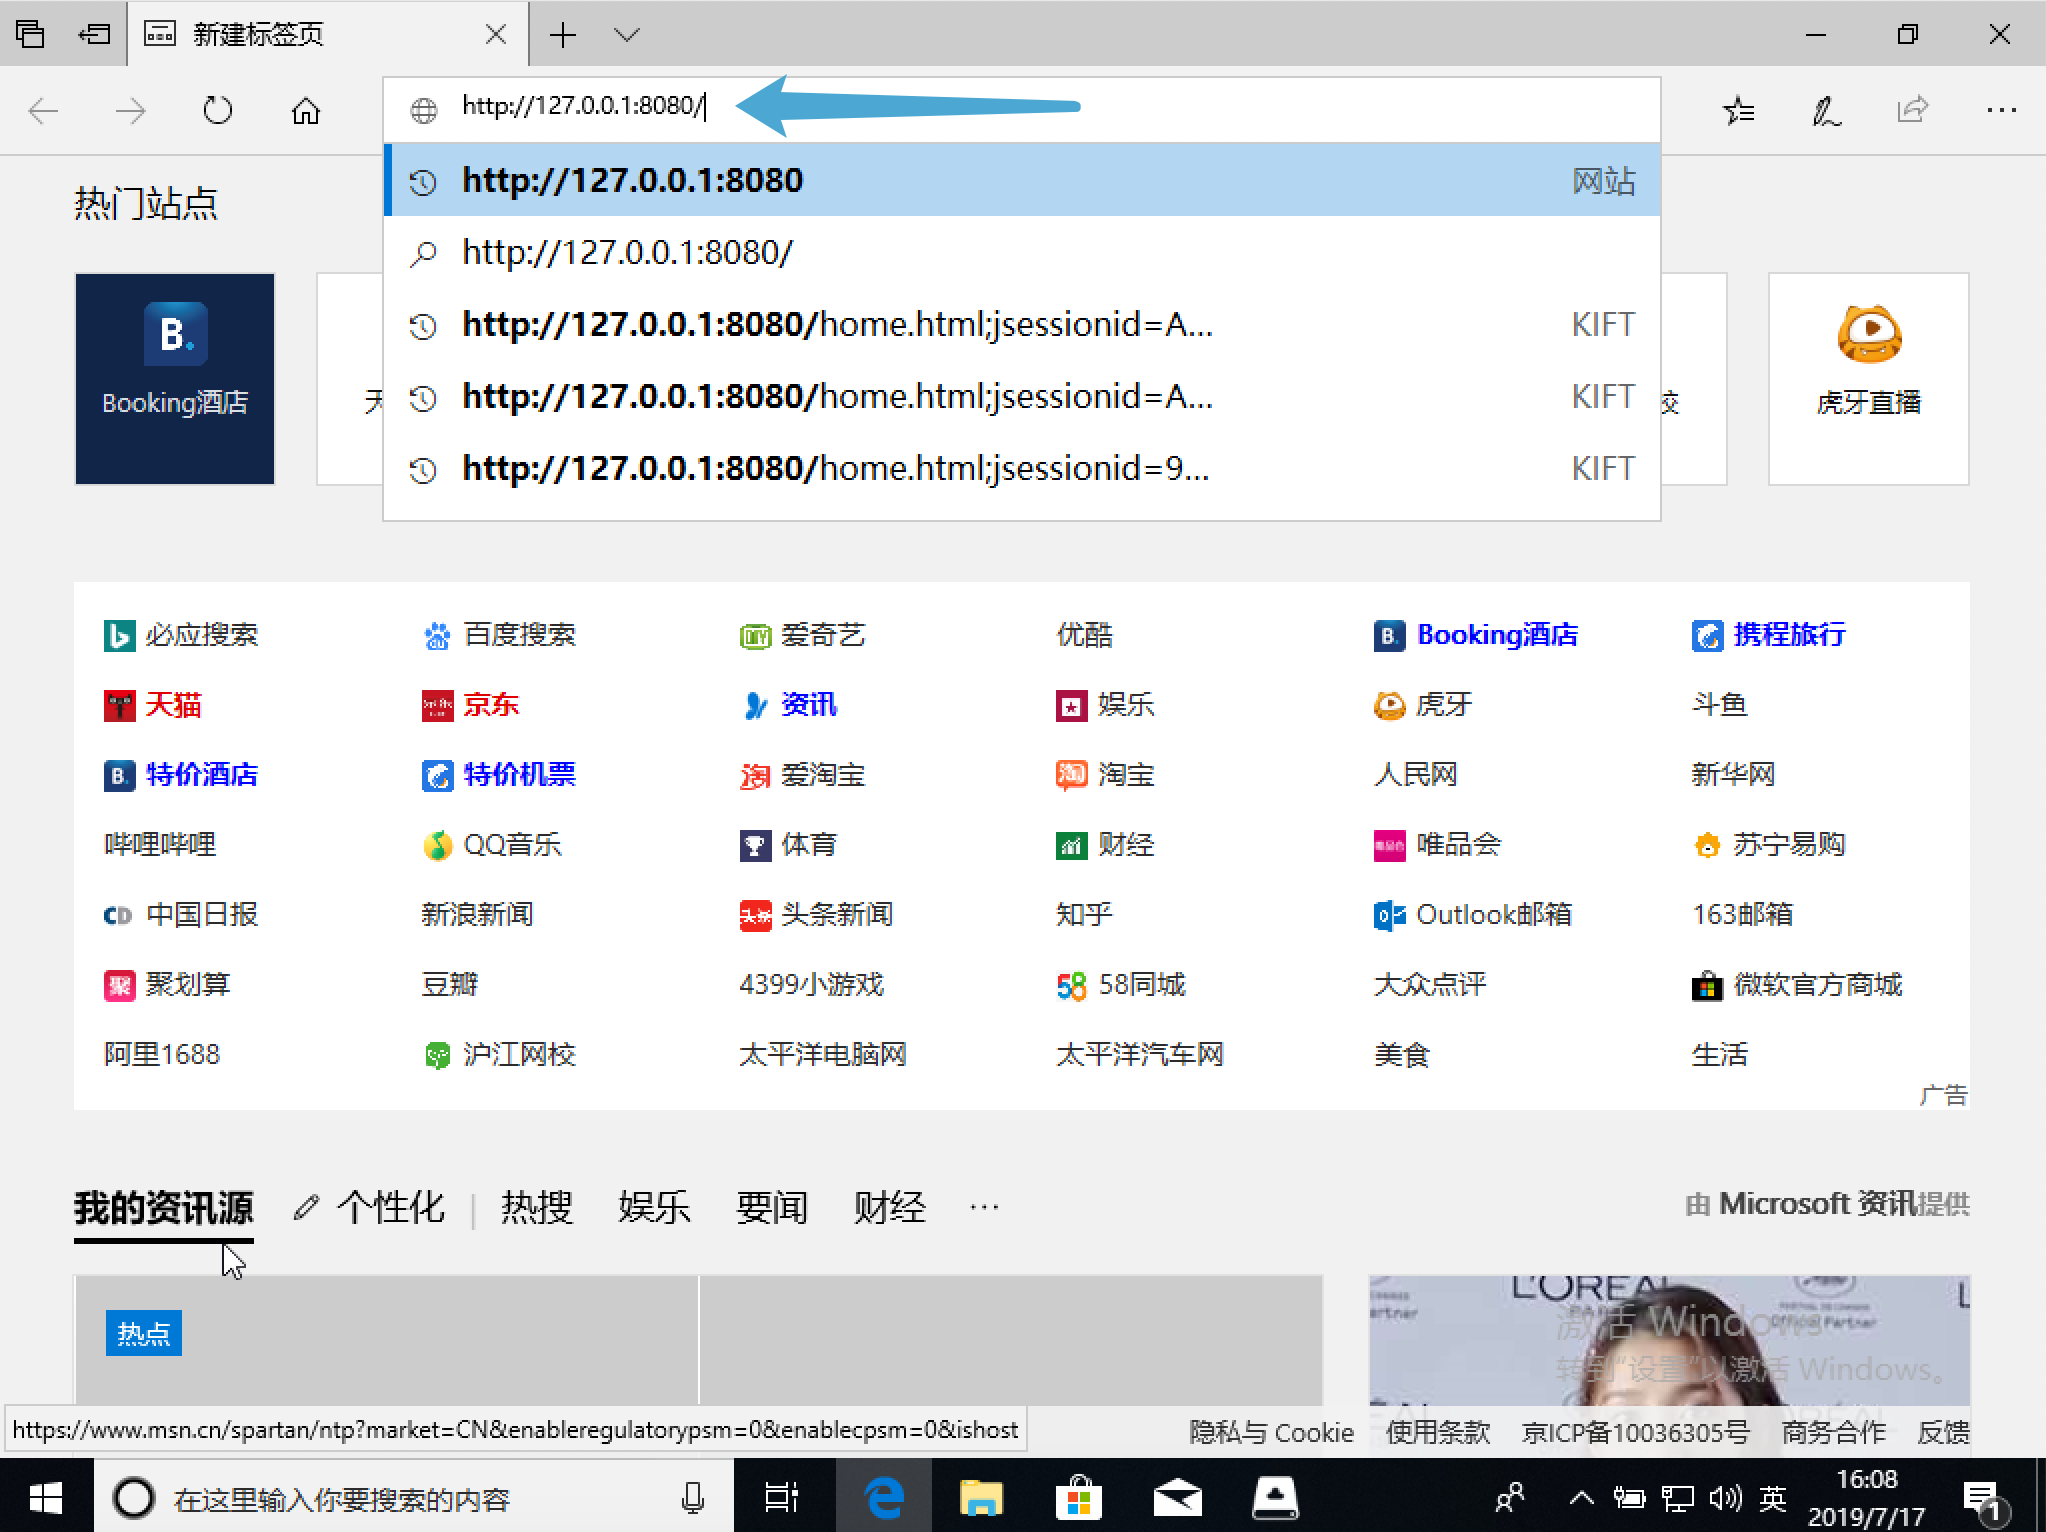 新建标签页
http://127.0.0.1:8080/
http://127.0.0.1:8080 网站
http://127.0.0.1:8080/
http://127.0.0.1:8080/home.html;jsessionid=A... KIFT
http://127.0.0.1:8080/home.html;jsessionid=A... KIFT
http://127.0.0.1:8080/home.html;jsessionid=9... KIFT
热门站点
B.
Booking酒店
虎牙直播
必应搜索 百度搜索 爱奇艺 优酷 Booking酒店 携程旅行
天猫 京东 资讯 娱乐 虎牙 斗鱼
特价酒店 特价机票 爱淘宝 淘宝 人民网 新华网
哔哩哔哩 QQ音乐 体育 财经 唯品会 苏宁易购
中国日报 新浪新闻 头条新闻 知乎 Outlook邮箱 163邮箱
聚划算 豆瓣 4399小游戏 58同城 大众点评 微软官方商城
阿里1688 沪江网校 太平洋电脑网 太平洋汽车网 美食 生活
广告
我的资讯源 个性化 | 热搜 娱乐 要闻 财经 ...
由 Microsoft 资讯提供
热点
L'OREAL
激活 Windows
转到"设置"以激活 Windows。
https://www.msn.cn/spartan/ntp?market=CN&enableregulatorypsm=0&enablecpsm=0&ishost
隐私与 Cookie 使用条款 京ICP备10036305号 商务合作 反馈
在这里输入你要搜索的内容
英
16:08
2019/7/17
1